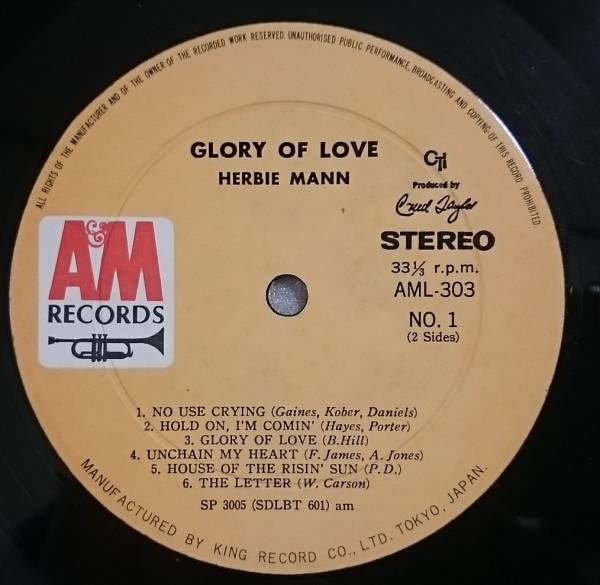 ALL RIGHTS OF THE MANUFACTURER AND OF THE OWNER OF THE RECORDED WORK RESERVED UNAUTHORISED PUBLIC PERFORMANCE, BROADCASTING AND COPYING OF THIS RECORD PROHIBITED
GLORY OF LOVE
HERBIE MANN
CTi
Produced by
Creed Taylor
STEREO
33⅓ r.p.m.
AML-303
NO. 1
(2 Sides)
A&M
RECORDS
1. NO USE CRYING (Gaines, Kober, Daniels)
2. HOLD ON, I'M COMIN' (Hayes, Porter)
3. GLORY OF LOVE (B.Hill)
4. UNCHAIN MY HEART (F. James, A. Jones)
5. HOUSE OF THE RISIN' SUN (P.D.)
6. THE LETTER (W. Carson)
SP 3005 (SDLBT 601) am
MANUFACTURED BY KING RECORD CO., LTD. TOKYO, JAPAN.